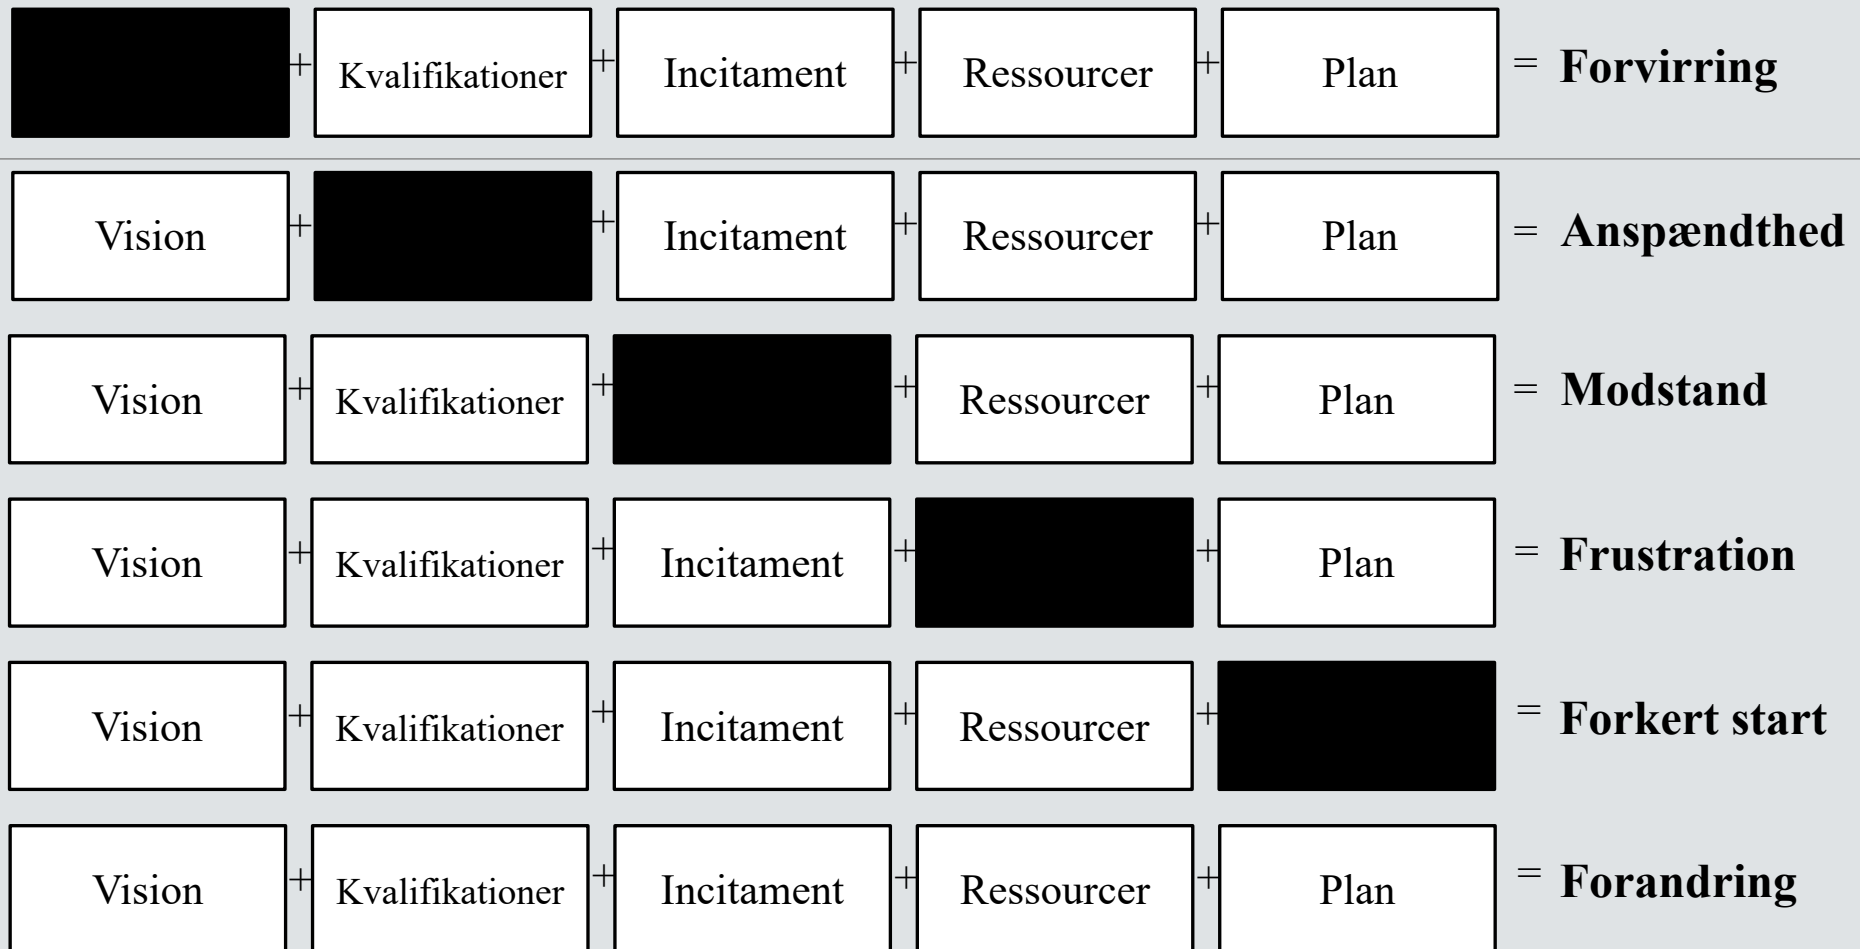 + Kvalifikationer + Incitament + Ressourcer + Plan = Forvirring
Vision + + Incitament + Ressourcer + Plan = Anspændthed
Vision + Kvalifikationer + + Ressourcer + Plan = Modstand
Vision + Kvalifikationer + Incitament + + Plan = Frustration
Vision + Kvalifikationer + Incitament + Ressourcer + = Forkert start
Vision + Kvalifikationer + Incitament + Ressourcer + Plan = Forandring